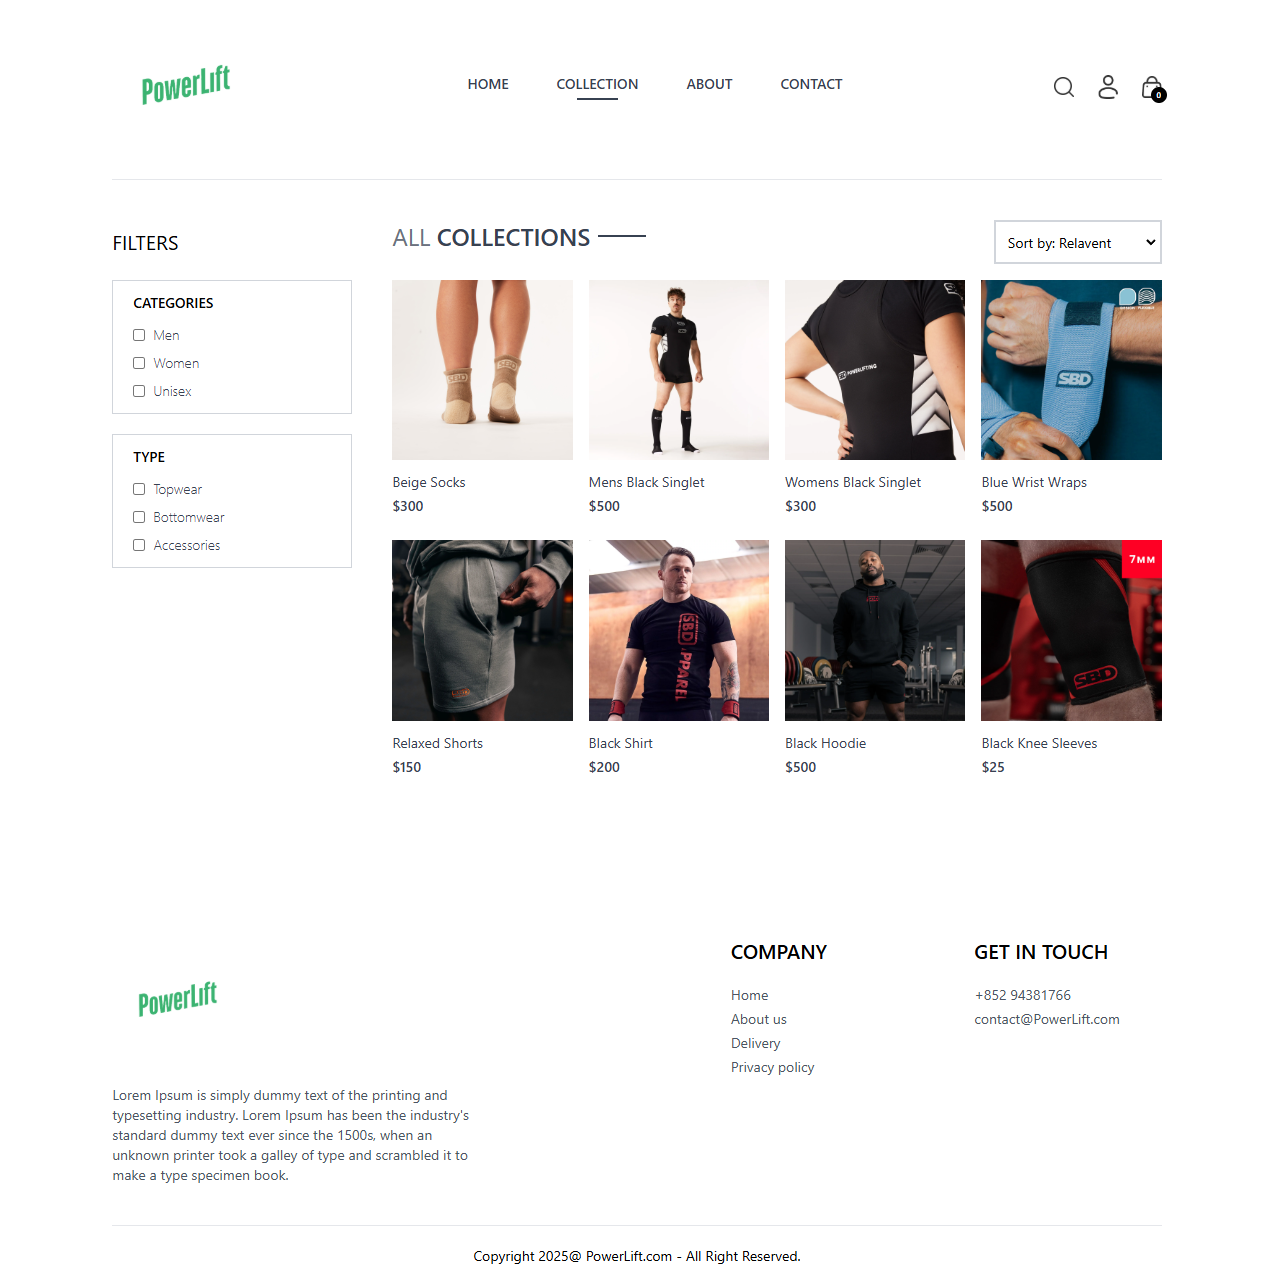 PowerLift
HOME
COLLECTION
ABOUT
CONTACT
0
FILTERS
CATEGORIES
Men
Women
Unisex
TYPE
Topwear
Bottomwear
Accessories
ALL COLLECTIONS
Sort by: Relavent
SBD
SBD
POWERLIFTING
SBD
Beige Socks
$300
Mens Black Singlet
$500
Womens Black Singlet
$300
Blue Wrist Wraps
$500
SBD
APPAREL
7MM
SBD
Relaxed Shorts
$150
Black Shirt
$200
Black Hoodie
$500
Black Knee Sleeves
$25
PowerLift
Lorem Ipsum is simply dummy text of the printing and
typesetting industry. Lorem Ipsum has been the industry's
standard dummy text ever since the 1500s, when an
unknown printer took a galley of type and scrambled it to
make a type specimen book.
COMPANY
Home
About us
Delivery
Privacy policy
GET IN TOUCH
+852 94381766
contact@PowerLift.com
Copyright 2025@ PowerLift.com - All Right Reserved.